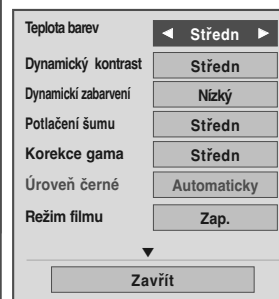 Teplota barev ◄ Středn ►
Dynamický kontrast Středn
Dynamickí zabarvení Nízký
Potlačení šumu Středn
Korekce gama Středn
Úroveň černé Automaticky
Režim filmu Zap.
▼
Zavřít